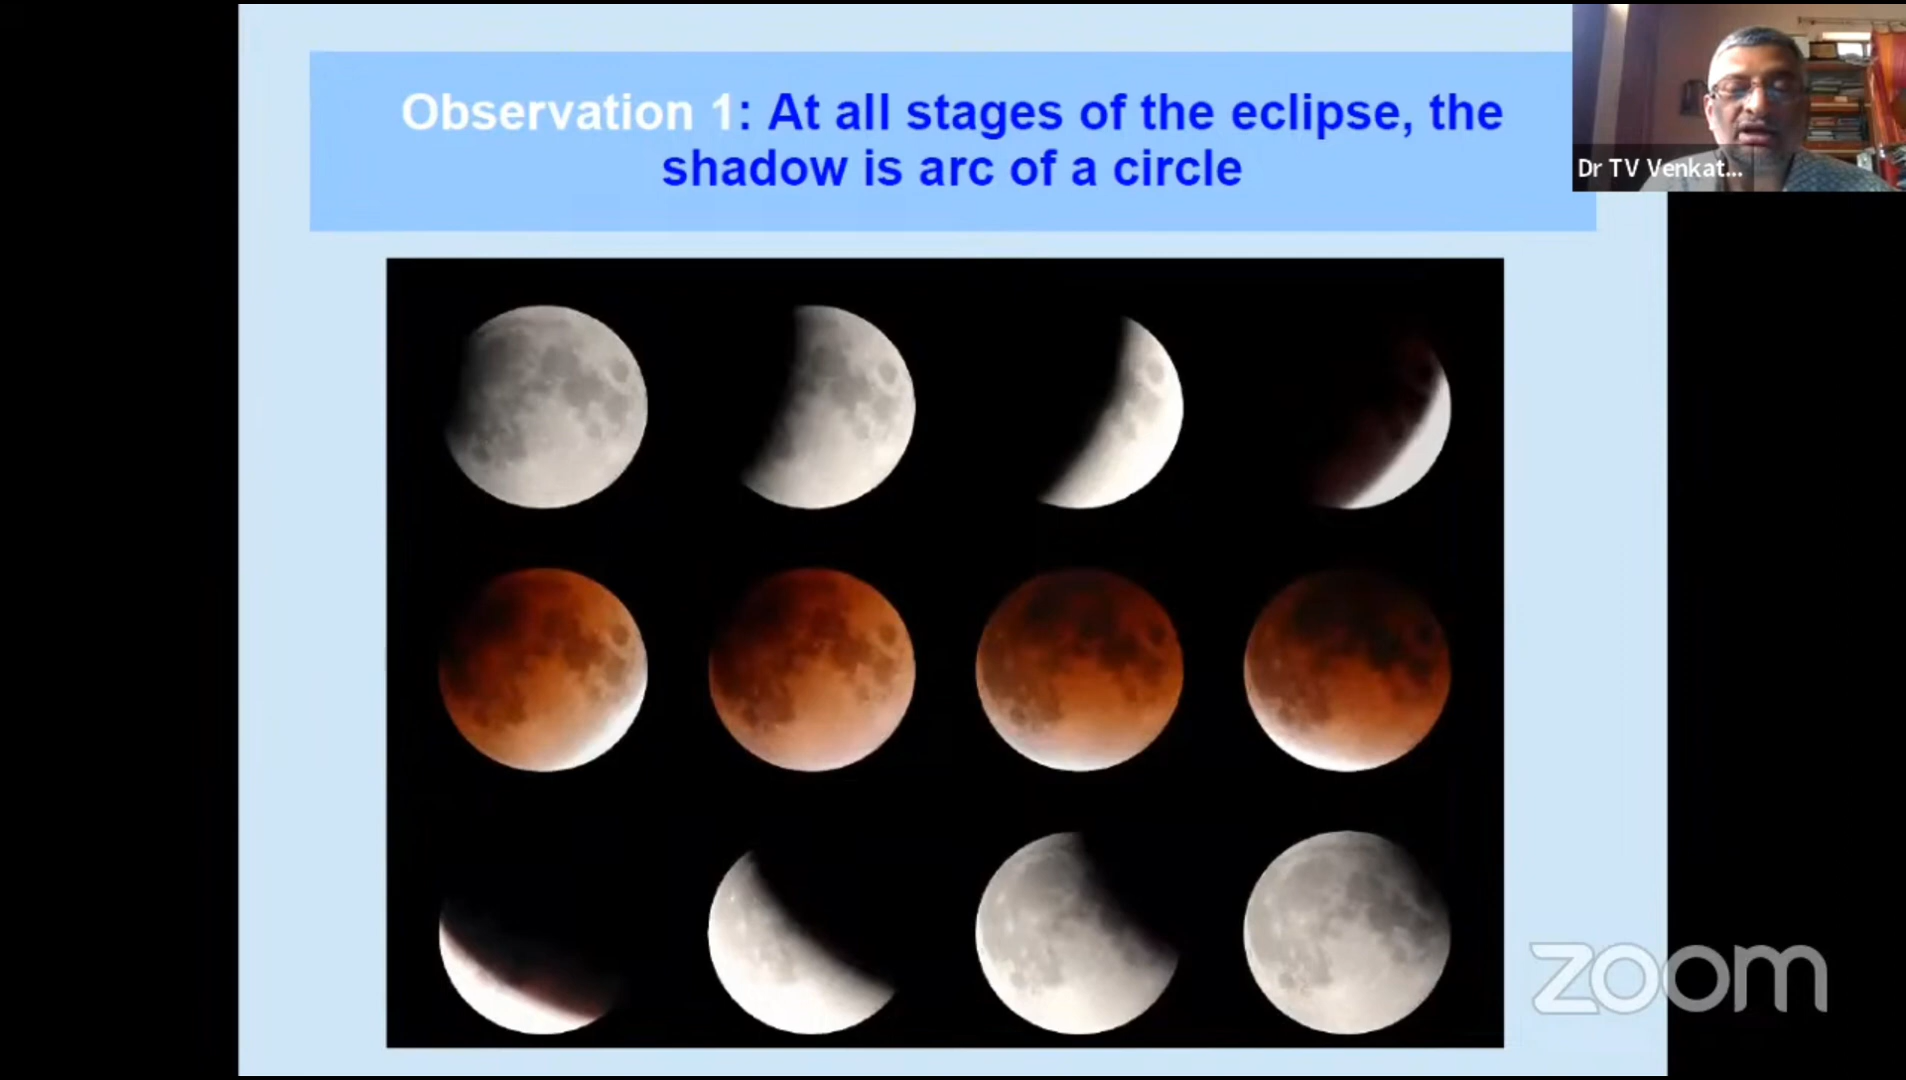 Observation 1: At all stages of the eclipse, the
shadow is arc of a circle
Dr TV Venkat...
zoom